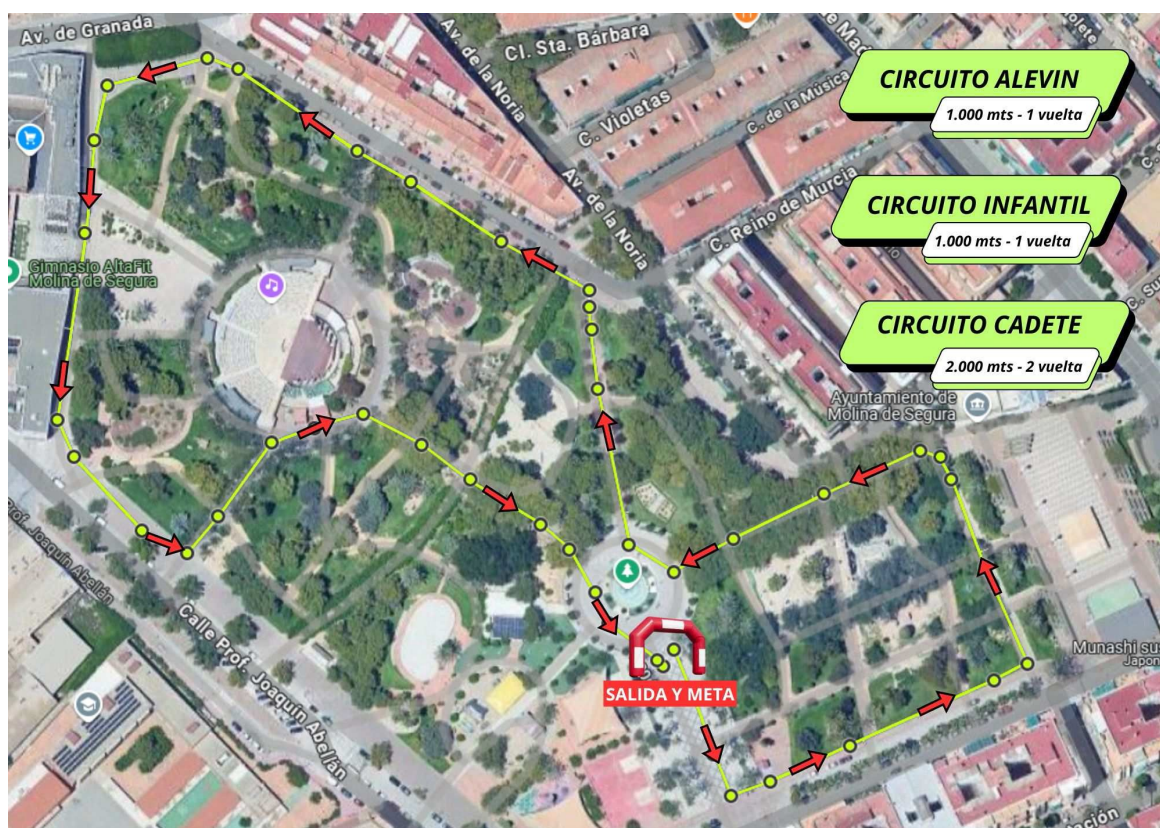 Av. de Granada
Av. de la Noria
Cl. Sta. Bárbara
C. Violetas
C. de la Música
Av. de la Noria
C. Reino de Murcia
CIRCUITO ALEVIN
1.000 mts - 1 vuelta
CIRCUITO INFANTIL
1.000 mts - 1 vuelta
Gimnasio AltaFit
Molina de Segura
CIRCUITO CADETE
2.000 mts - 2 vuelta
Ayuntamiento de
Molina de Segura
Prof. Joaquín Abellán
Calle Prof. Joaquín Abellán
SALIDA Y META
Munashi sus
Japon